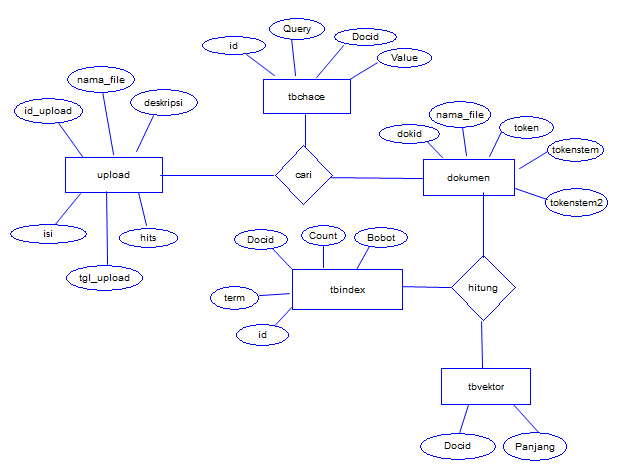 Query
Docid
id
Value
nama_file
tbchace
deskripsi
id_upload
nama_file
token
dokid
tokenstem
upload
cari
dokumen
tokenstem2
isi
hits
Docid
Count
Bobot
tgl_upload
term
tbindex
hitung
id
tbvektor
Docid
Panjang